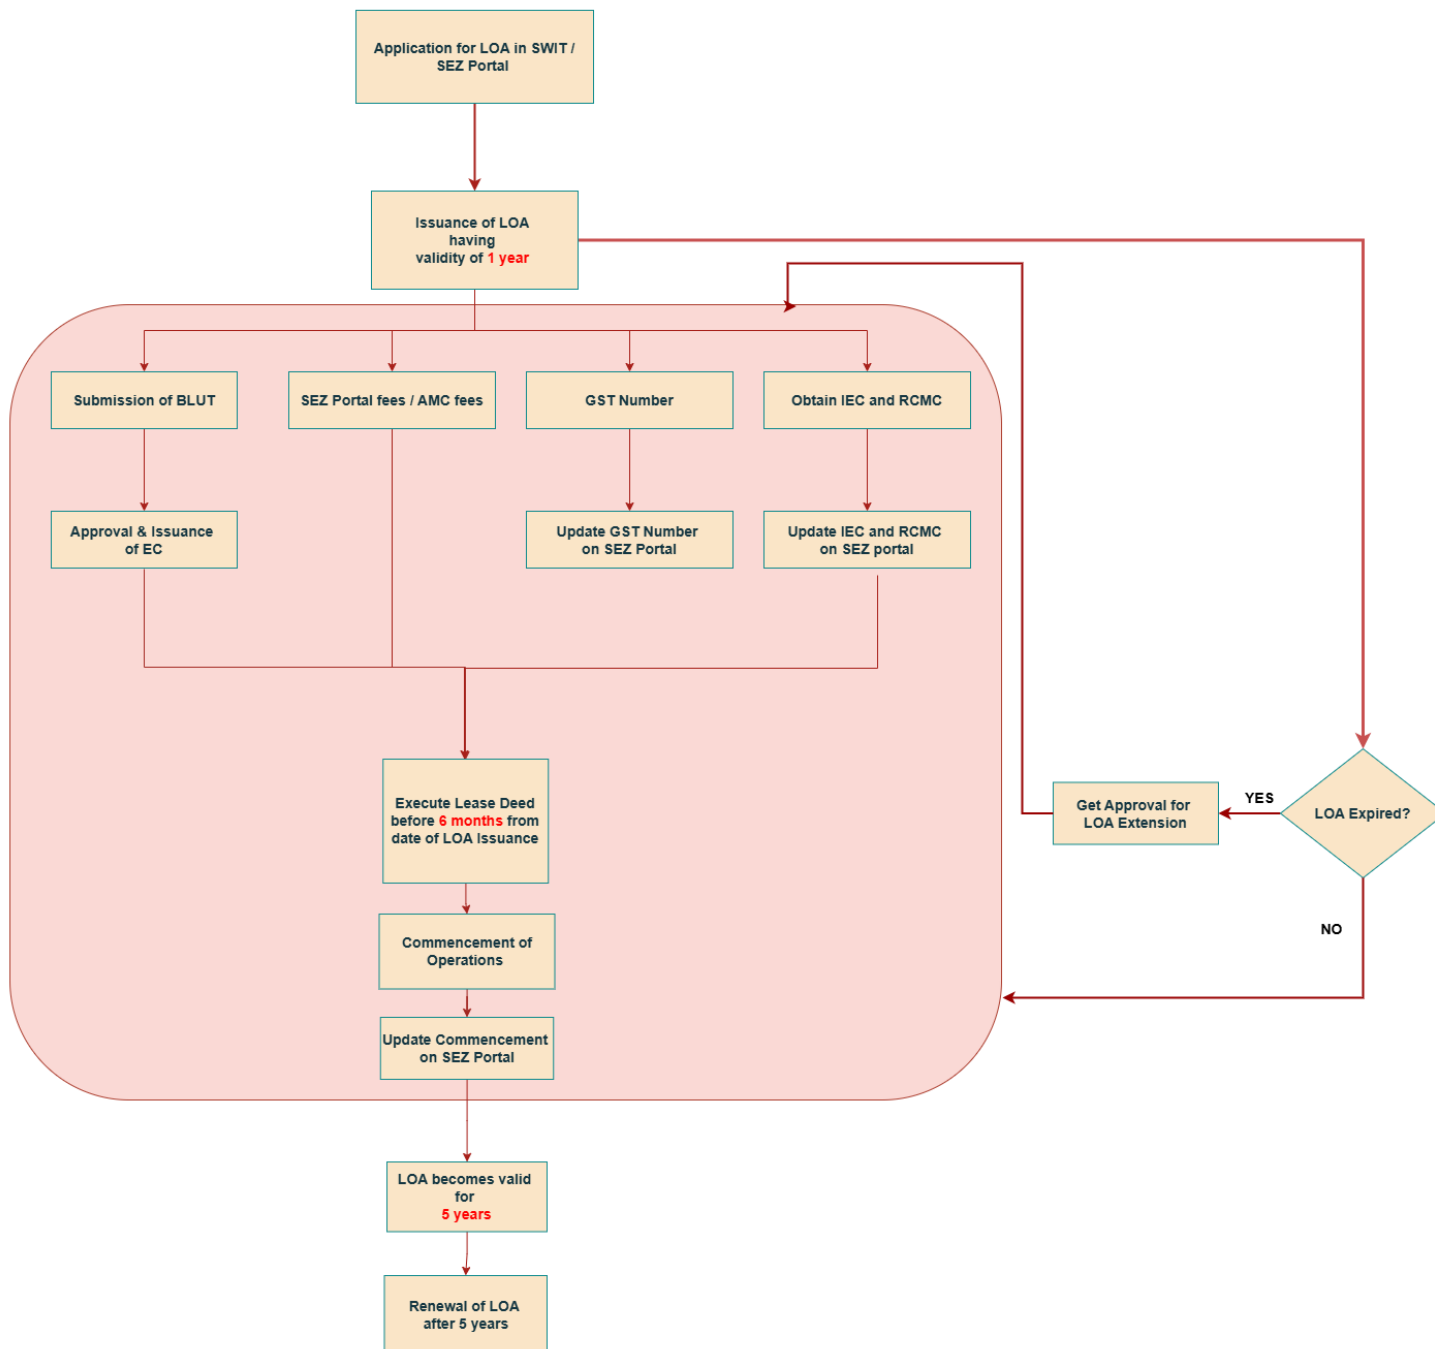 Application for LOA in SWIT /
SEZ Portal
Issuance of LOA
having
validity of 1 year
Submission of BLUT
SEZ Portal fees / AMC fees
GST Number
Obtain IEC and RCMC
Approval & Issuance
of EC
Update GST Number
on SEZ Portal
Update IEC and RCMC
on SEZ portal
Execute Lease Deed
before 6 months from
date of LOA Issuance
Get Approval for
LOA Extension
YES
LOA Expired?
NO
Commencement of
Operations
Update Commencement
on SEZ Portal
LOA becomes valid
for
5 years
Renewal of LOA
after 5 years